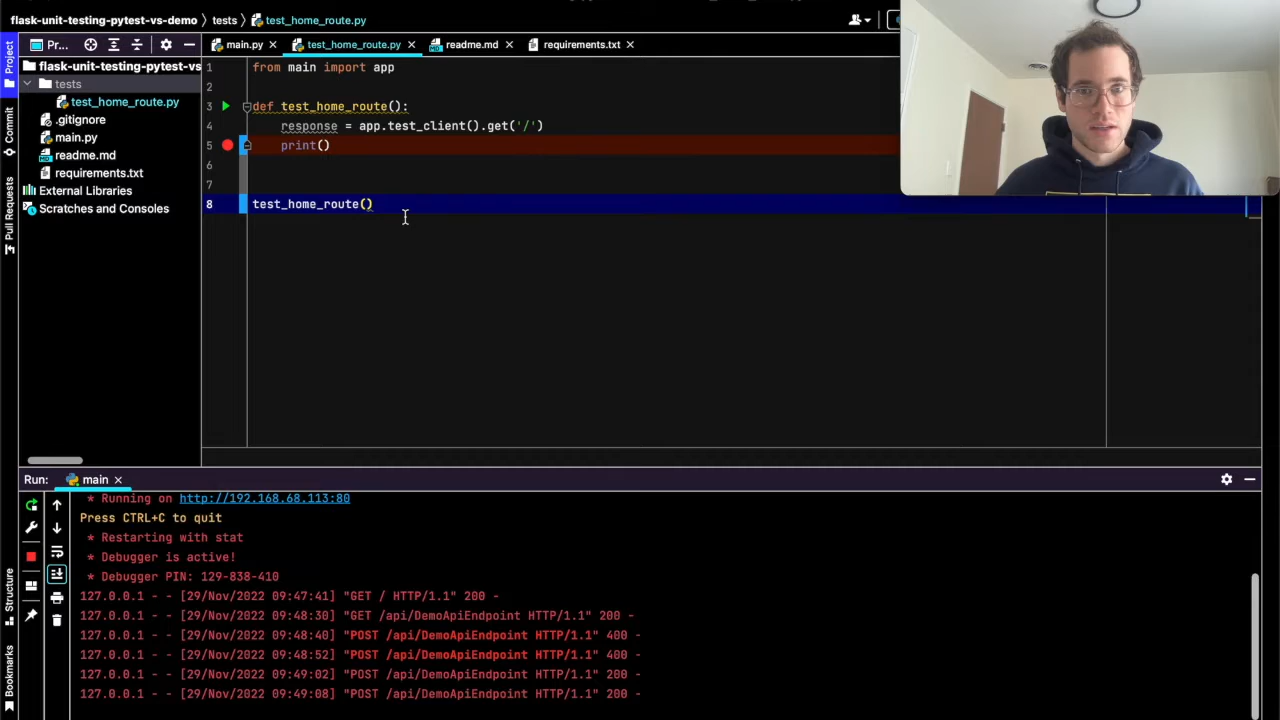 flask-unit-testing-pytest-vs-demo
tests
test_home_route.py
Pr...
main.py
test_home_route.py
readme.md
requirements.txt
Project
Commit
Pull Requests
Structure
Bookmarks
flask-unit-testing-pytest-vs
tests
test_home_route.py
.gitignore
main.py
readme.md
requirements.txt
External Libraries
Scratches and Consoles
1 from main import app
2
3 def test_home_route():
4 response = app.test_client().get('/')
5 print()
6
7
8 test_home_route()
Run: main
* Running on http://192.168.68.113:80
Press CTRL+C to quit
* Restarting with stat
* Debugger is active!
* Debugger PIN: 129-838-410
127.0.0.1 - - [29/Nov/2022 09:47:41] "GET / HTTP/1.1" 200 -
127.0.0.1 - - [29/Nov/2022 09:48:30] "GET /api/DemoApiEndpoint HTTP/1.1" 200 -
127.0.0.1 - - [29/Nov/2022 09:48:40] "POST /api/DemoApiEndpoint HTTP/1.1" 400 -
127.0.0.1 - - [29/Nov/2022 09:48:52] "POST /api/DemoApiEndpoint HTTP/1.1" 400 -
127.0.0.1 - - [29/Nov/2022 09:49:02] "POST /api/DemoApiEndpoint HTTP/1.1" 200 -
127.0.0.1 - - [29/Nov/2022 09:49:08] "POST /api/DemoApiEndpoint HTTP/1.1" 200 -